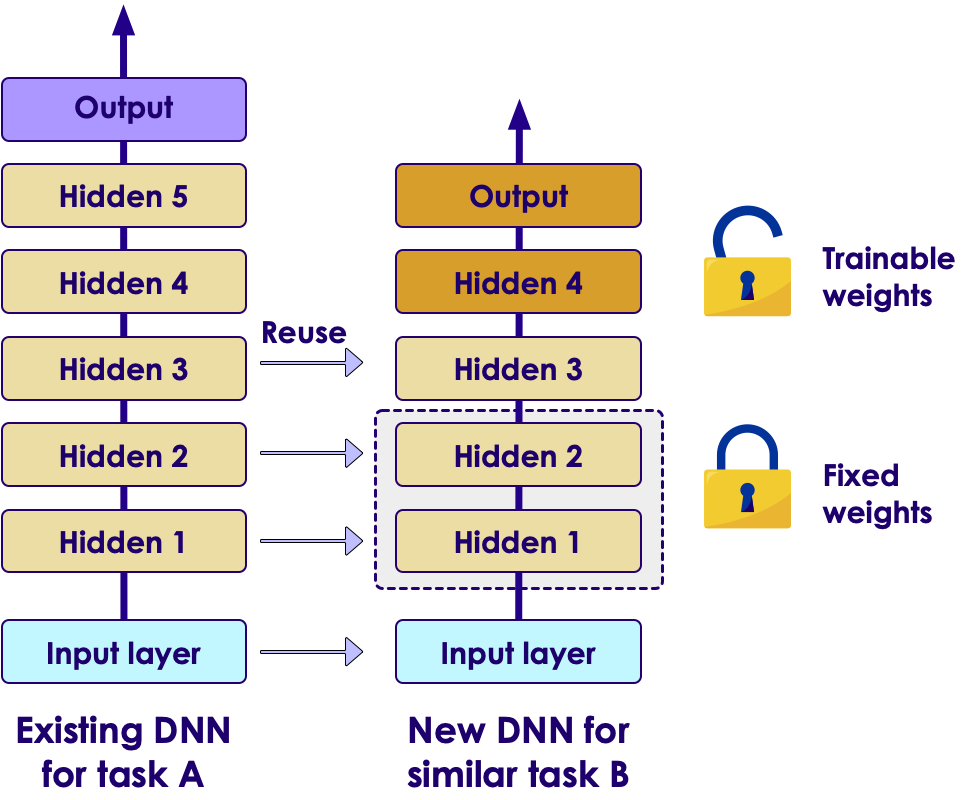 Output
Hidden 5
Hidden 4
Hidden 3
Hidden 2
Hidden 1
Input layer
Existing DNN
for task A
Reuse
Output
Hidden 4
Hidden 3
Hidden 2
Hidden 1
Input layer
New DNN for
similar task B
Trainable
weights
Fixed
weights